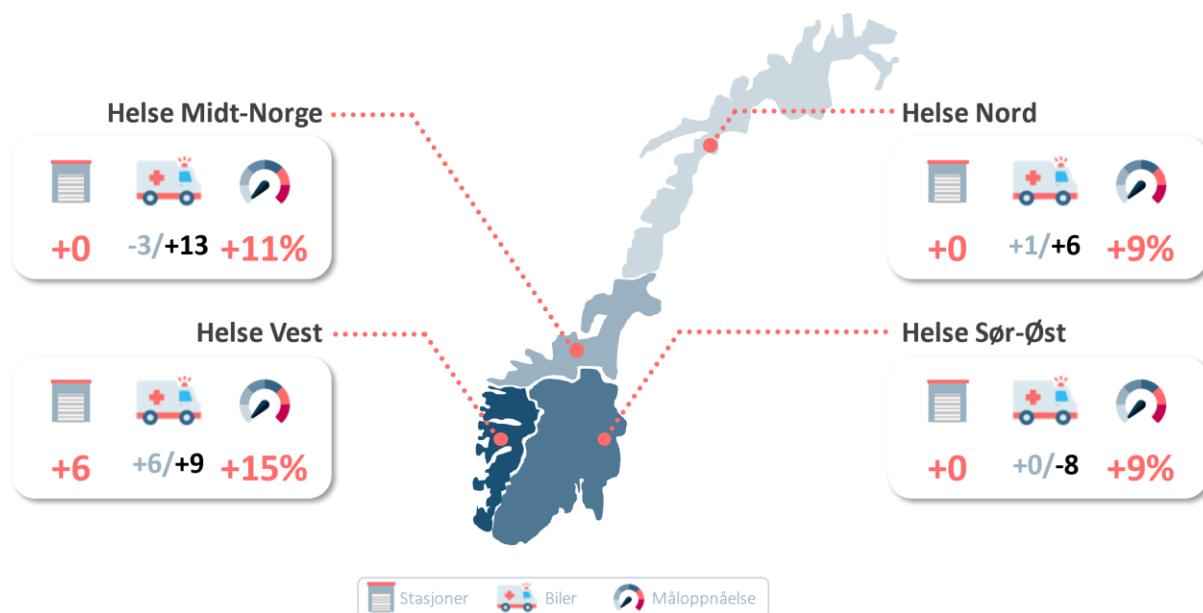 Helse Midt-Norge
+0 -3/+13 +11%
Helse Nord
+0 +1/+6 +9%
Helse Vest
+6 +6/+9 +15%
Helse Sør-Øst
+0 +0/-8 +9%
Stasjoner Biler Måloppnåelse